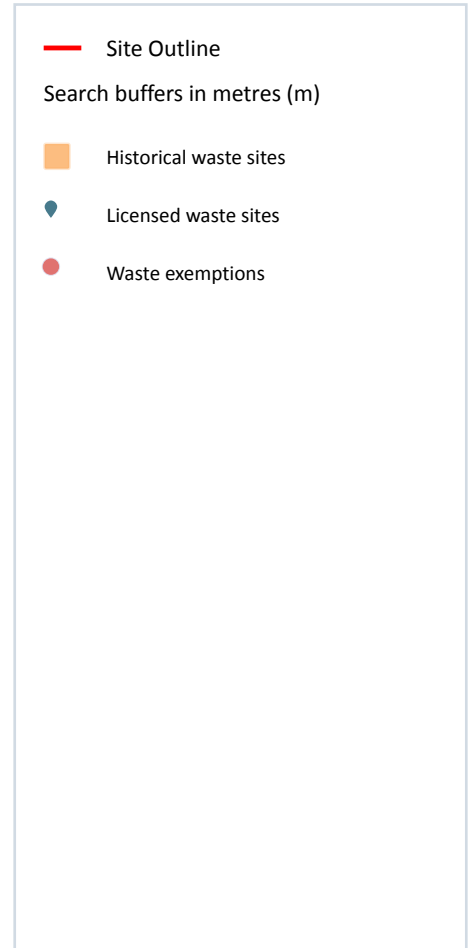 Site Outline
Search buffers in metres (m)
Historical waste sites
Licensed waste sites
Waste exemptions